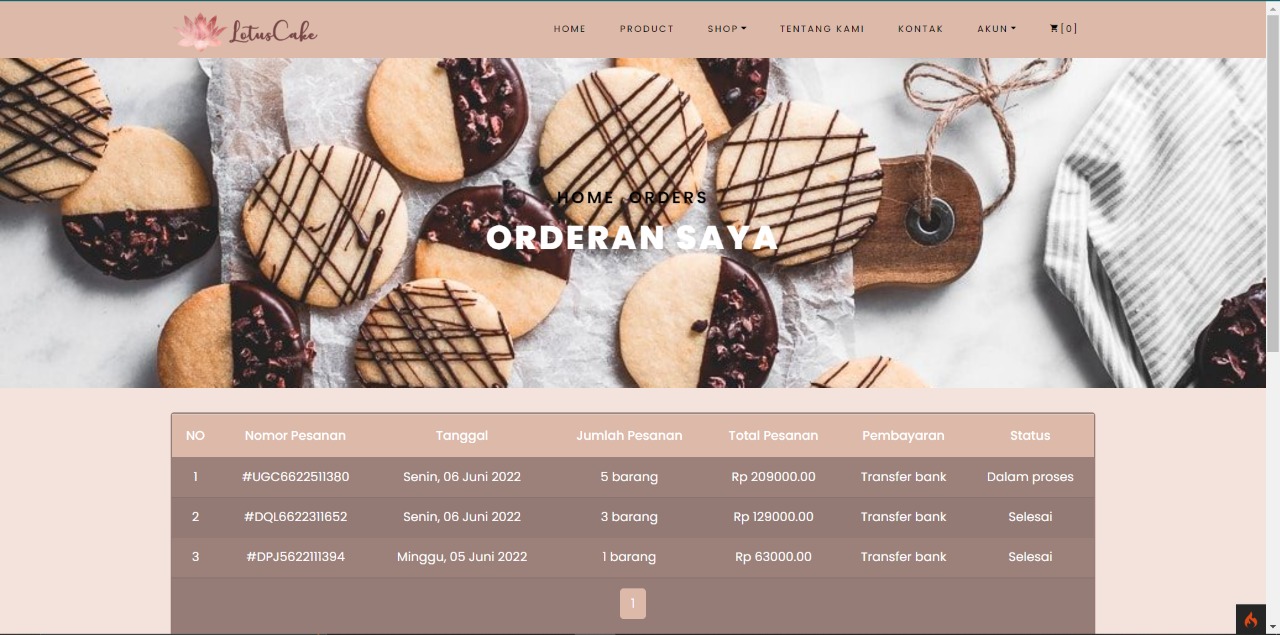 LotusCake
HOME PRODUCT SHOP TENTANG KAMI KONTAK AKUN [0]
HOME ORDERS
ORDERAN SAYA
NO Nomor Pesanan Tanggal Jumlah Pesanan Total Pesanan Pembayaran Status
1 #UGC6622511380 Senin, 06 Juni 2022 5 barang Rp 209000.00 Transfer bank Dalam proses
2 #DQL6622311652 Senin, 06 Juni 2022 3 barang Rp 129000.00 Transfer bank Selesai
3 #DPJ5622111394 Minggu, 05 Juni 2022 1 barang Rp 63000.00 Transfer bank Selesai
1